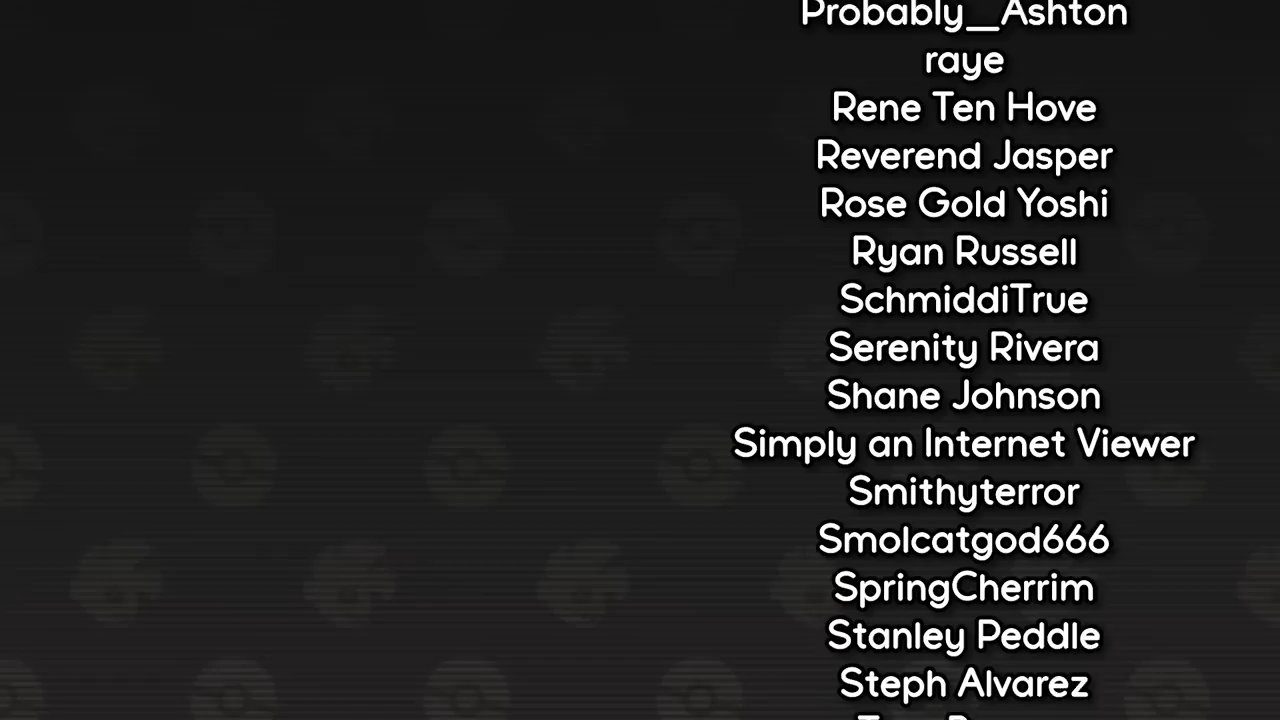 Probably_Ashton
raye
Rene Ten Hove
Reverend Jasper
Rose Gold Yoshi
Ryan Russell
SchmiddiTrue
Serenity Rivera
Shane Johnson
Simply an Internet Viewer
Smithyterror
Smolcatgod666
SpringCherrim
Stanley Peddle
Steph Alvarez